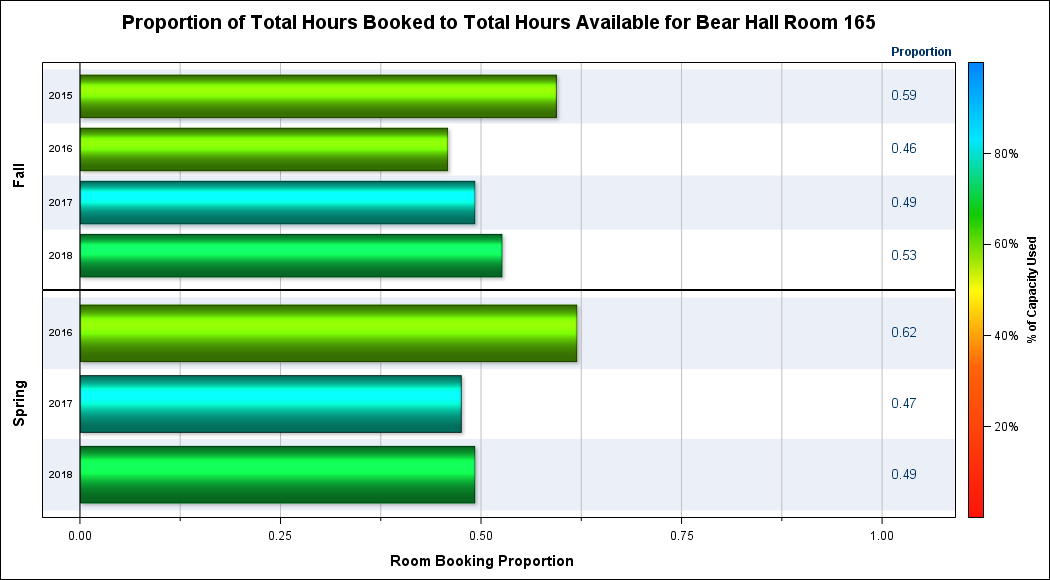 Proportion of Total Hours Booked to Total Hours Available for Bear Hall Room 165
Proportion
Fall
2015 0.59
2016 0.46
2017 0.49
2018 0.53
Spring
2016 0.62
2017 0.47
2018 0.49
0.00 0.25 0.50 0.75 1.00
Room Booking Proportion
80%
60%
40%
20%
% of Capacity Used